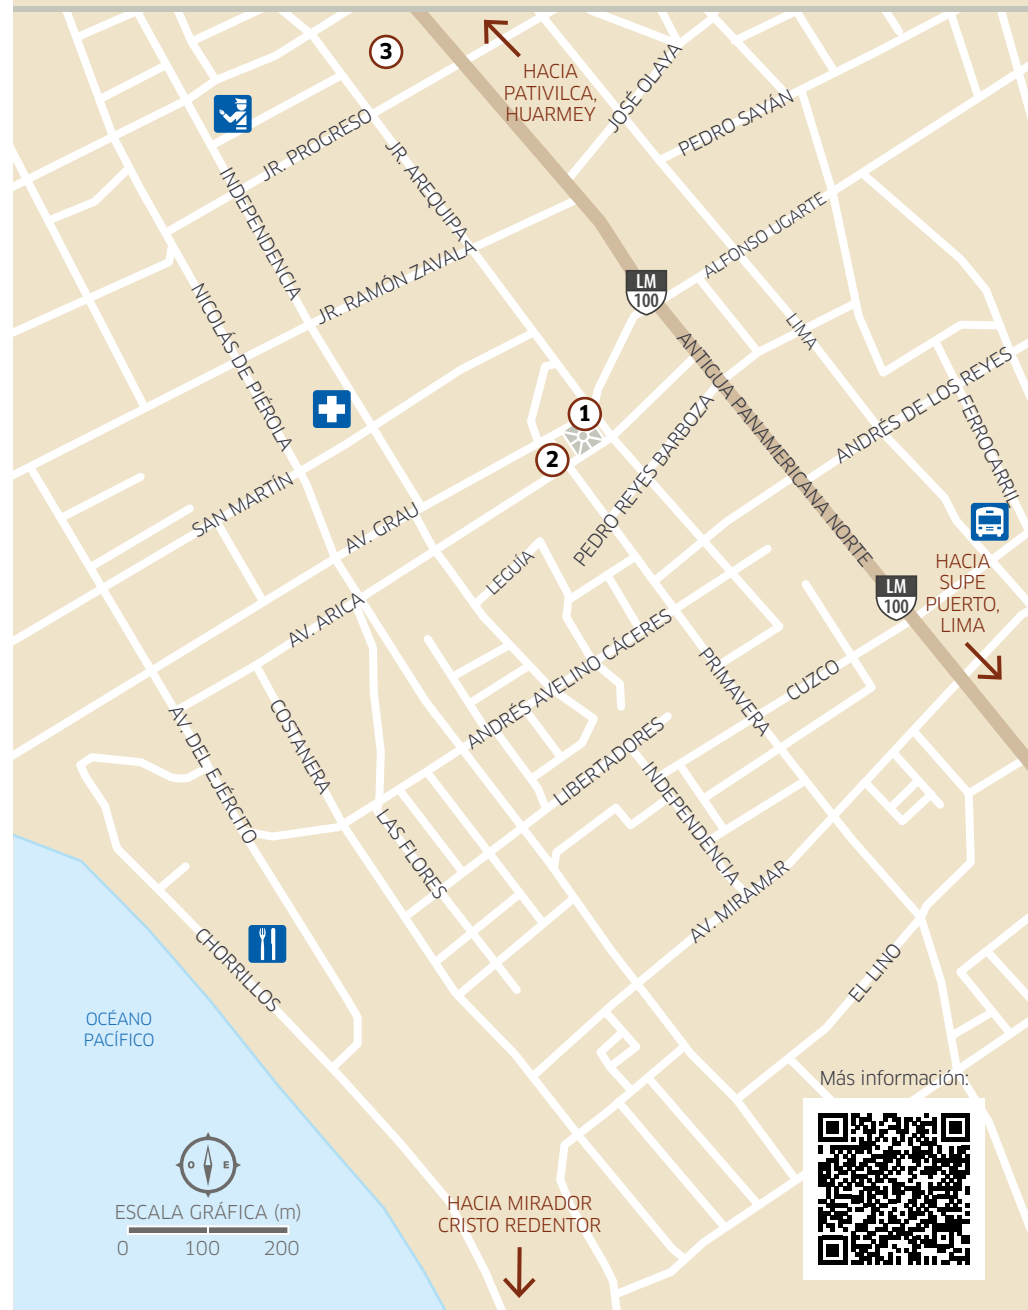 3
HACIA
PATIVILCA,
HUARMEY
JOSÉ OLAYA
PEDRO SAYÁN
JR. PROGRESO
JR. AREQUIPA
INDEPENDENCIA
ALFONSO UGARTE
JR. RAMÓN ZAVALA
LM
100
NICOLÁS DE PIÉROLA
LIMA
ANTIGUA PANAMERICANA NORTE
ANDRÉS DE LOS REYES
FERROCARRIL
1
2
PEDRO REYES BARBOZA
SAN MARTÍN
AV. GRAU
LEGUÍA
HACIA
SUPE
PUERTO,
LIMA
LM
100
AV. ARICA
ANDRÉS AVELINO CÁCERES
PRIMAVERA
CUZCO
AV. DEL EJÉRCITO
COSTANERA
LIBERTADORES
INDEPENDENCIA
LAS FLORES
AV. MIRAMAR
CHORRILLOS
EL LINO
OCÉANO
PACÍFICO
Más información:
O E
ESCALA GRÁFICA (m)
0 100 200
HACIA MIRADOR
CRISTO REDENTOR